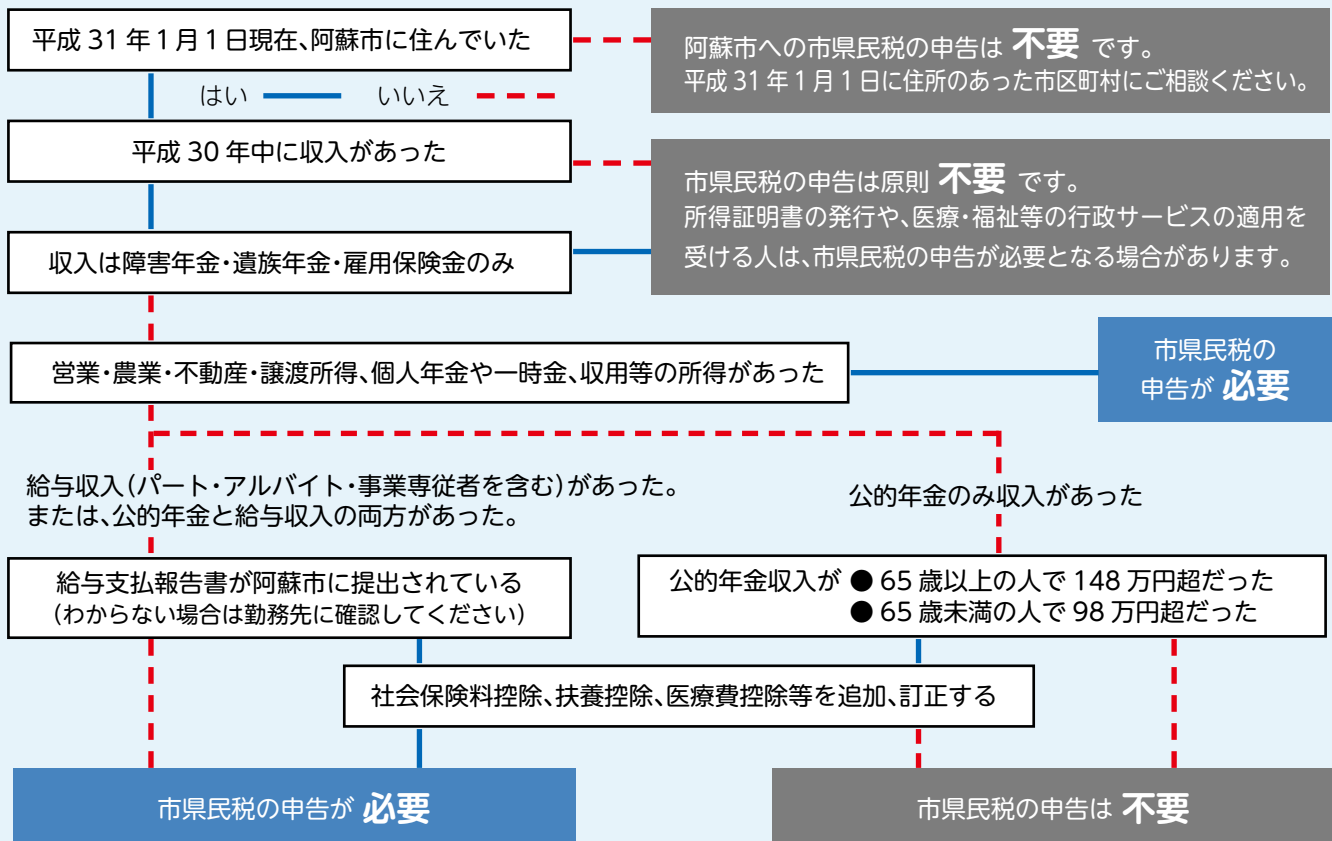 平成 31 年 1 月 1 日現在、阿蘇市に住んでいた
阿蘇市への市県民税の申告は 不要 です。
平成 31 年 1 月 1 日に住所のあった市区町村にご相談ください。
はい いいえ
平成 30 年中に収入があった
市県民税の申告は原則 不要 です。
所得証明書の発行や、医療・福祉等の行政サービスの適用を
受ける人は、市県民税の申告が必要となる場合があります。
収入は障害年金・遺族年金・雇用保険金のみ
営業・農業・不動産・譲渡所得、個人年金や一時金、収用等の所得があった
市県民税の
申告が 必要
給与収入（パート・アルバイト・事業専従者を含む）があった。
または、公的年金と給与収入の両方があった。
公的年金のみ収入があった
給与支払報告書が阿蘇市に提出されている
（わからない場合は勤務先に確認してください）
公的年金収入が ● 65 歳以上の人で 148 万円超だった
● 65 歳未満の人で 98 万円超だった
社会保険料控除、扶養控除、医療費控除等を追加、訂正する
市県民税の申告が 必要
市県民税の申告は 不要